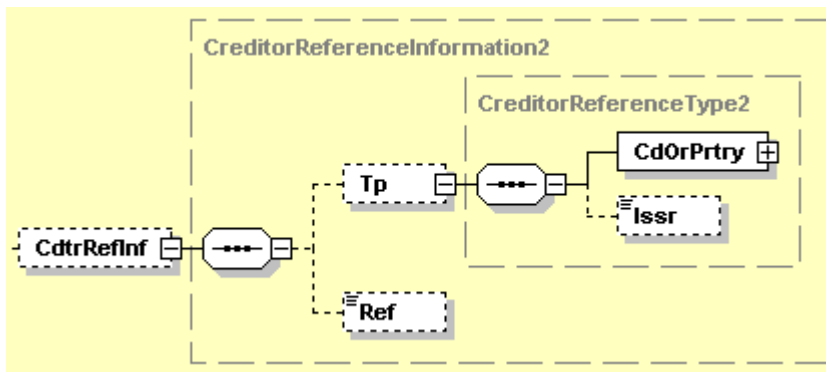 CreditorReferenceInformation2
CreditorReferenceType2
CdOrPrtry
Tp
Issr
CdtrRefInf
Ref